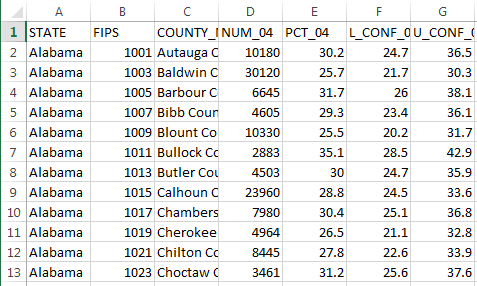 A B C D E F G
1 STATE FIPS COUNTY_N NUM_04 PCT_04 L_CONF_0 U_CONF_0
2 Alabama 1001 Autauga C 10180 30.2 24.7 36.5
3 Alabama 1003 Baldwin C 30120 25.7 21.7 30.3
4 Alabama 1005 Barbour C 6645 31.7 26 38.1
5 Alabama 1007 Bibb Coun 4605 29.3 23.4 36.1
6 Alabama 1009 Blount Co 10330 25.5 20.2 31.7
7 Alabama 1011 Bullock Co 2883 35.1 28.5 42.9
8 Alabama 1013 Butler Cou 4503 30 24.7 35.9
9 Alabama 1015 Calhoun C 23960 28.8 24.5 33.6
10 Alabama 1017 Chambers 7980 30.4 25.1 36.8
11 Alabama 1019 Cherokee 4964 26.5 21.1 32.8
12 Alabama 1021 Chilton Co 8445 27.8 22.6 33.9
13 Alabama 1023 Choctaw C 3461 31.2 25.6 37.6